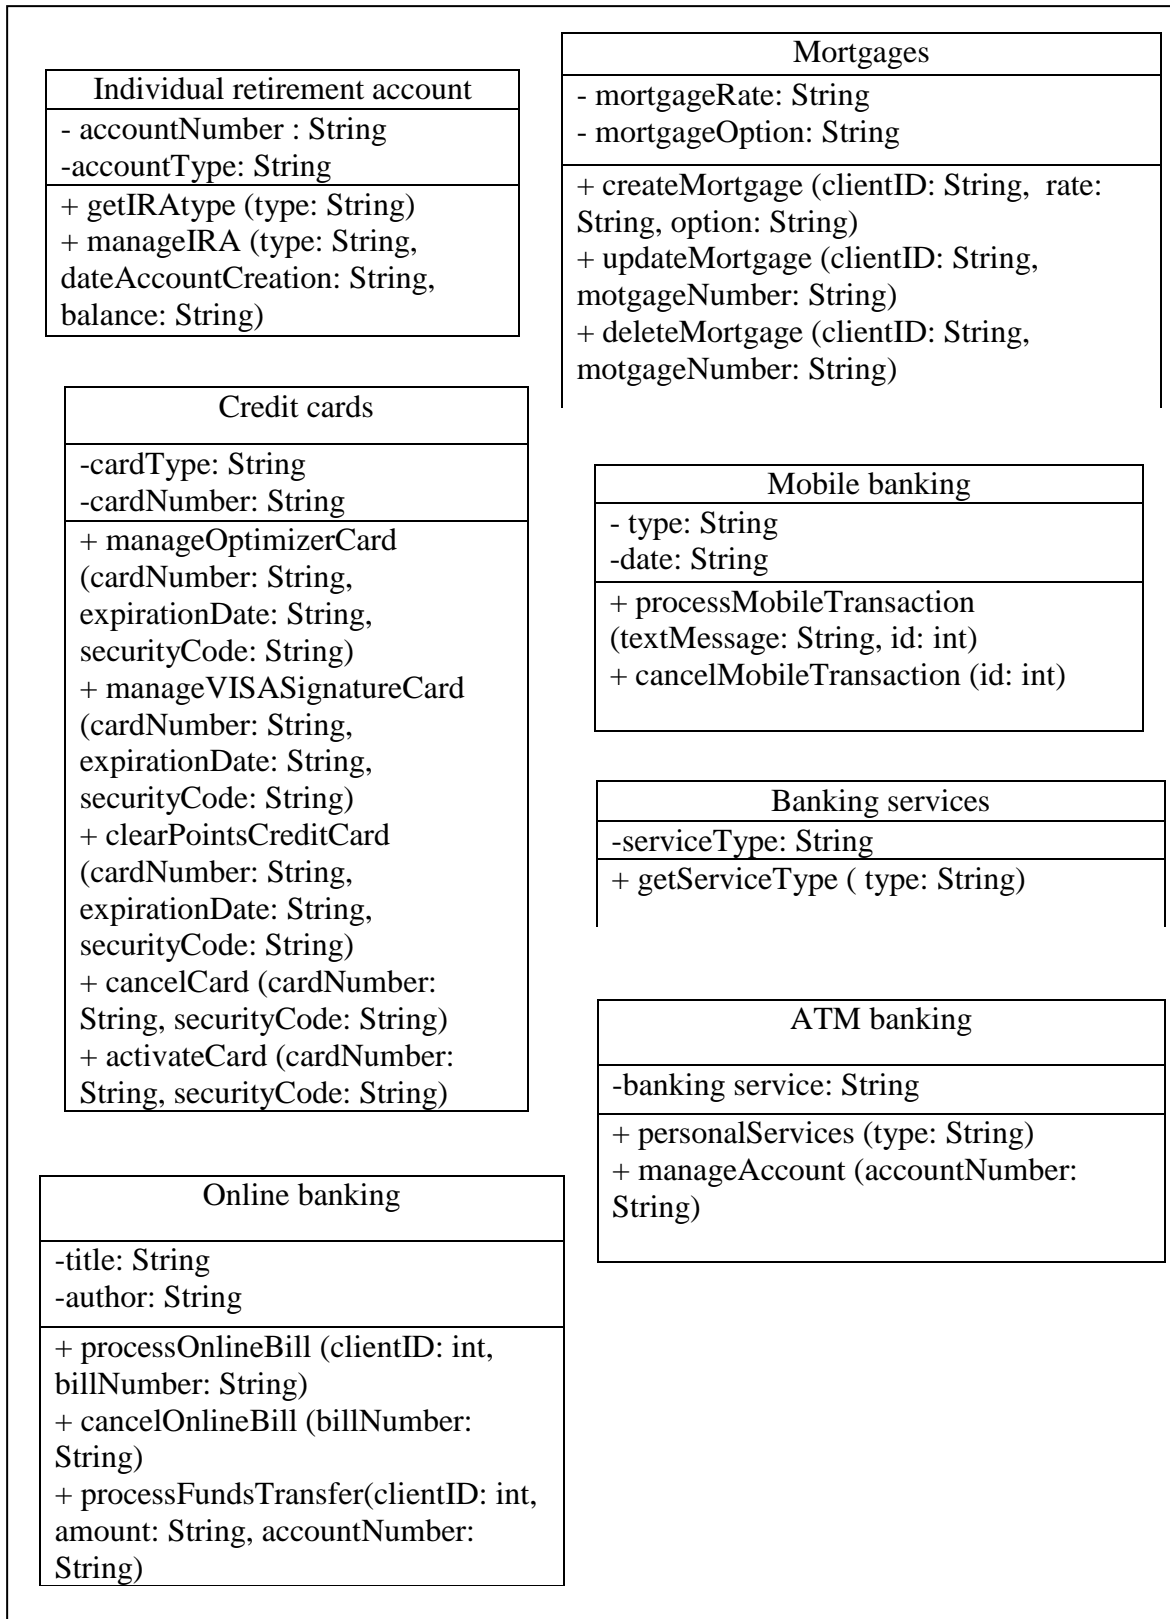 Individual retirement account
- accountNumber : String
-accountType: String
+ getIRAtype (type: String)
+ manageIRA (type: String,
dateAccountCreation: String,
balance: String)
Mortgages
- mortgageRate: String
- mortgageOption: String
+ createMortgage (clientID: String,  rate:
String, option: String)
+ updateMortgage (clientID: String,
motgageNumber: String)
+ deleteMortgage (clientID: String,
motgageNumber: String)
Credit cards
-cardType: String
-cardNumber: String
+ manageOptimizerCard
(cardNumber: String,
expirationDate: String,
securityCode: String)
+ manageVISASignatureCard
(cardNumber: String,
expirationDate: String,
securityCode: String)
+ clearPointsCreditCard
(cardNumber: String,
expirationDate: String,
securityCode: String)
+ cancelCard (cardNumber:
String, securityCode: String)
+ activateCard (cardNumber:
String, securityCode: String)
Mobile banking
- type: String
-date: String
+ processMobileTransaction
(textMessage: String, id: int)
+ cancelMobileTransaction (id: int)
Banking services
-serviceType: String
+ getServiceType ( type: String)
ATM banking
-banking service: String
+ personalServices (type: String)
+ manageAccount (accountNumber:
String)
Online banking
-title: String
-author: String
+ processOnlineBill (clientID: int,
billNumber: String)
+ cancelOnlineBill (billNumber:
String)
+ processFundsTransfer(clientID: int,
amount: String, accountNumber:
String)